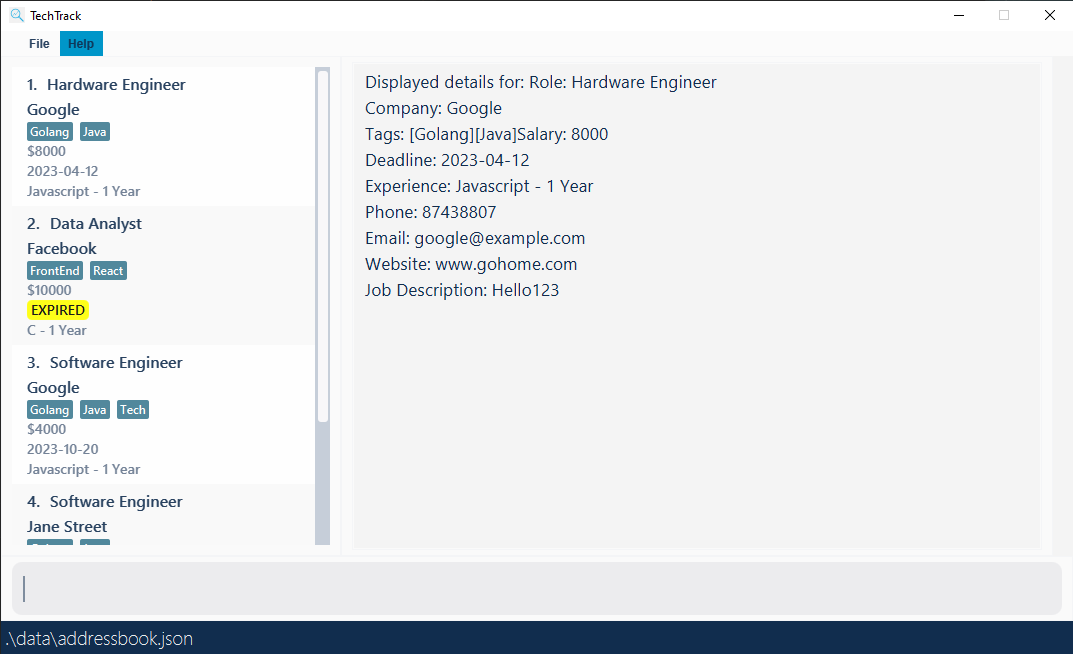 TechTrack
File Help
1. Hardware Engineer
Google
Golang Java
$8000
2023-04-12
Javascript - 1 Year
2. Data Analyst
Facebook
FrontEnd React
$10000
EXPIRED
C - 1 Year
3. Software Engineer
Google
Golang Java Tech
$4000
2023-10-20
Javascript - 1 Year
4. Software Engineer
Jane Street
Displayed details for: Role: Hardware Engineer
Company: Google
Tags: [Golang][Java]Salary: 8000
Deadline: 2023-04-12
Experience: Javascript - 1 Year
Phone: 87438807
Email: google@example.com
Website: www.gohome.com
Job Description: Hello123
.\data\addressbook.json